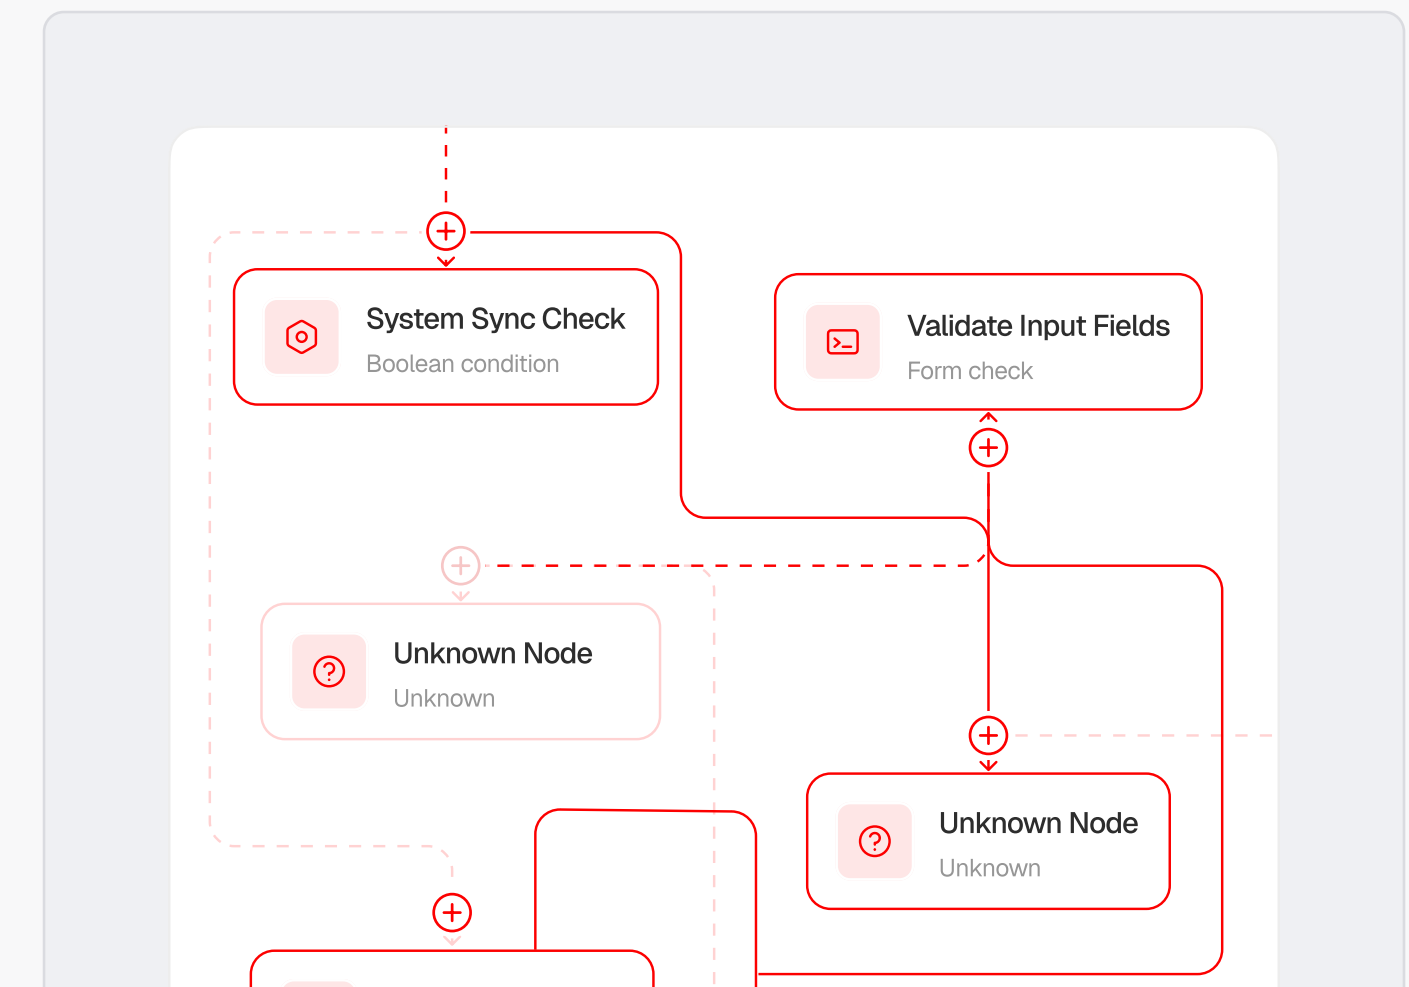 System Sync Check
Boolean condition
Validate Input Fields
Form check
Unknown Node
Unknown
Unknown Node
Unknown